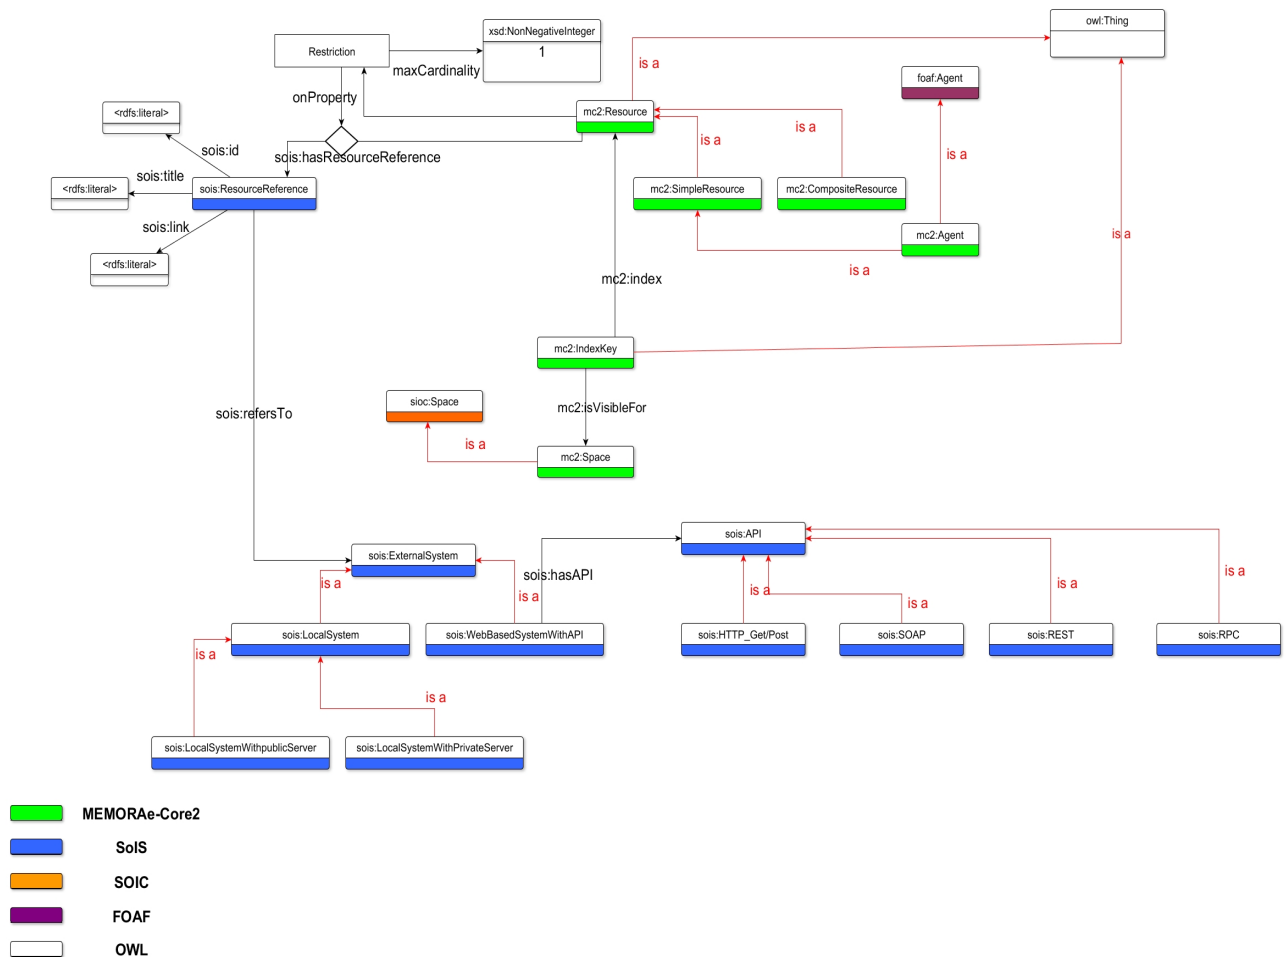 owl:Thing
xsd:NonNegativeInteger
1
Restriction
maxCardinality
is a
foaf:Agent
onProperty
mc2:Resource
<rdfs:literal>
is a
is a
sois:id
sois:hasResourceReference
is a
sois:title
<rdfs:literal>
sois:ResourceReference
mc2:SimpleResource
mc2:CompositeResource
sois:link
mc2:Agent
is a
<rdfs:literal>
is a
mc2:index
mc2:IndexKey
sioc:Space
mc2:isVisibleFor
sois:refersTo
is a
mc2:Space
sois:API
sois:ExternalSystem
sois:hasAPI
is a
is a
is a
is a
is a
is a
sois:LocalSystem
sois:WebBasedSystemWithAPI
sois:HTTP_Get/Post
sois:SOAP
sois:REST
sois:RPC
is a
is a
sois:LocalSystemWithpublicServer
sois:LocalSystemWithPrivateServer
MEMORAe-Core2
SoIS
SOIC
FOAF
OWL